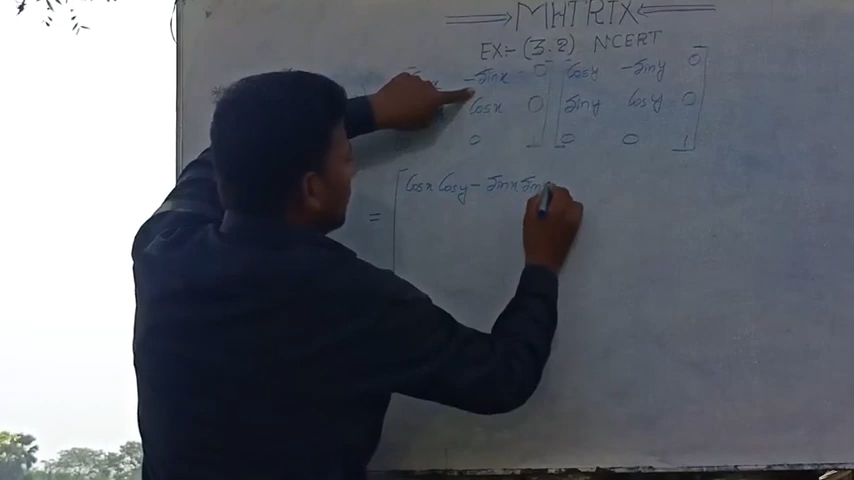 MATRIX
EX:- (3.2) NCERT
-Sinx 0 Cosy -Siny 0
Cosx 0 Siny Cosy 0
0 1 0 0 1
= Cosx Cosy - Sinx Sin